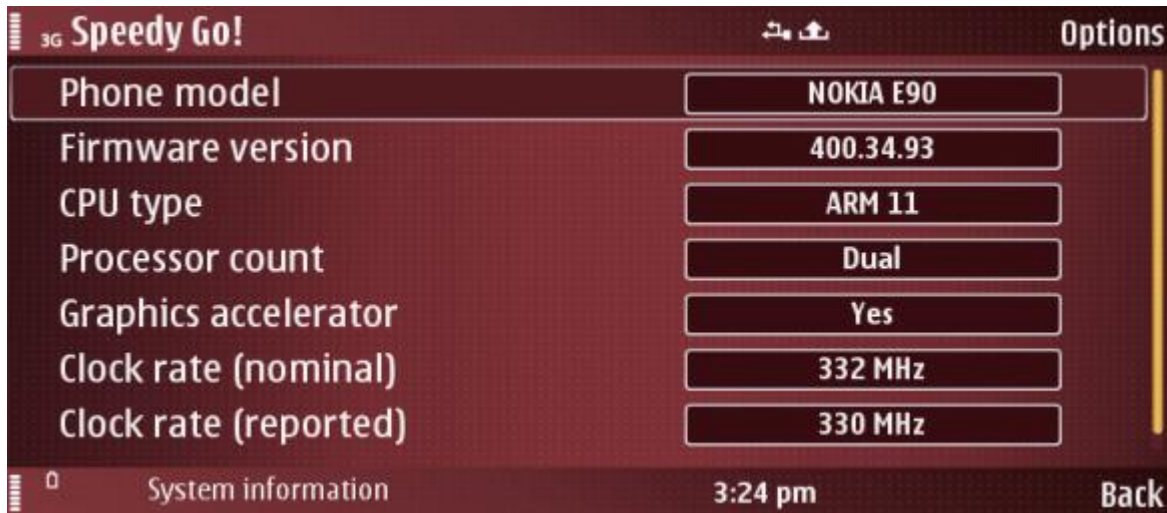 3G Speedy Go! Options
Phone model NOKIA E90
Firmware version 400.34.93
CPU type ARM 11
Processor count Dual
Graphics accelerator Yes
Clock rate (nominal) 332 MHz
Clock rate (reported) 330 MHz
System information 3:24 pm Back